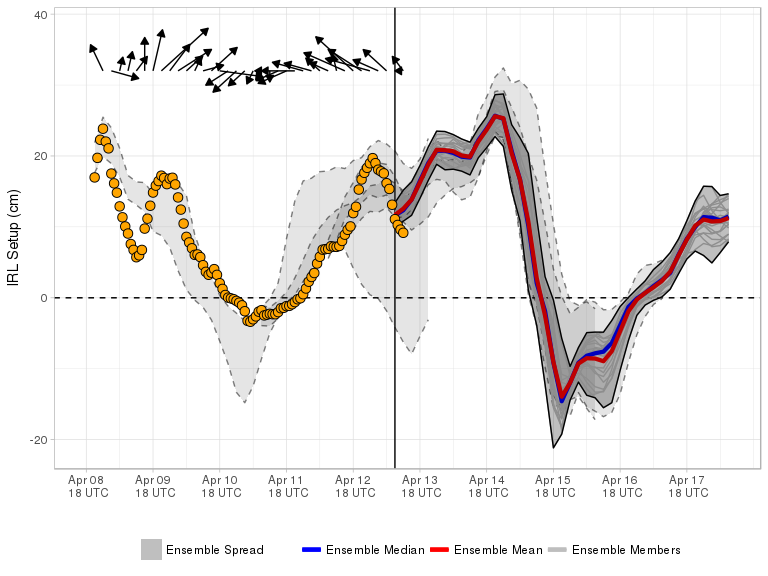 40
20
0
-20
IRL Setup (cm)
Apr 08 Apr 09 Apr 10 Apr 11 Apr 12 Apr 13 Apr 14 Apr 15 Apr 16 Apr 17
18 UTC 18 UTC 18 UTC 18 UTC 18 UTC 18 UTC 18 UTC 18 UTC 18 UTC 18 UTC
Ensemble Spread Ensemble Median Ensemble Mean Ensemble Members